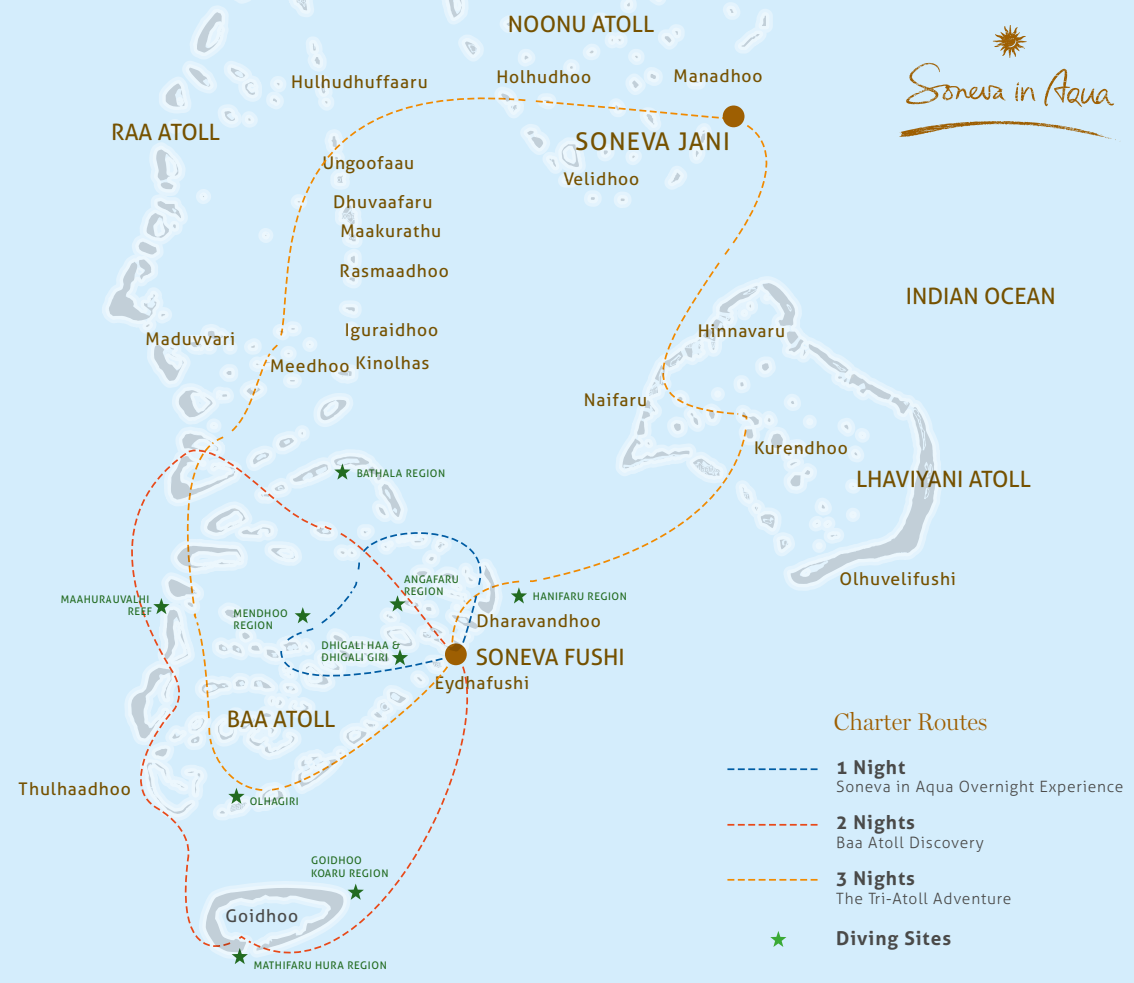 NOONU ATOLL
Soneva in Aqua
Hulhudhuffaaru
Holhudhoo
Manadhoo
RAA ATOLL
SONEVA JANI
Ungoofaau
Velidhoo
Dhuvaafaru
Maakurathu
Rasmaadhoo
INDIAN OCEAN
Iguraidhoo
Hinnavaru
Maduvvari
Meedhoo
Kinolhas
Naifaru
Kurendhoo
BATHALA REGION
LHAVIYANI ATOLL
Olhuvelifushi
ANGAFARU
REGION
HANIFARU REGION
MAAHURAUVALHI
REEF
MENDHOO
REGION
Dharavandhoo
DHIGALI HAA &
DHIGALI GIRI
SONEVA FUSHI
Eydhafushi
BAA ATOLL
Thulhaadhoo
OLHAGIRI
GOIDHOO
KOARU REGION
Goidhoo
MATHIFARU HURA REGION
Charter Routes
1 Night
Soneva in Aqua Overnight Experience
2 Nights
Baa Atoll Discovery
3 Nights
The Tri-Atoll Adventure
Diving Sites